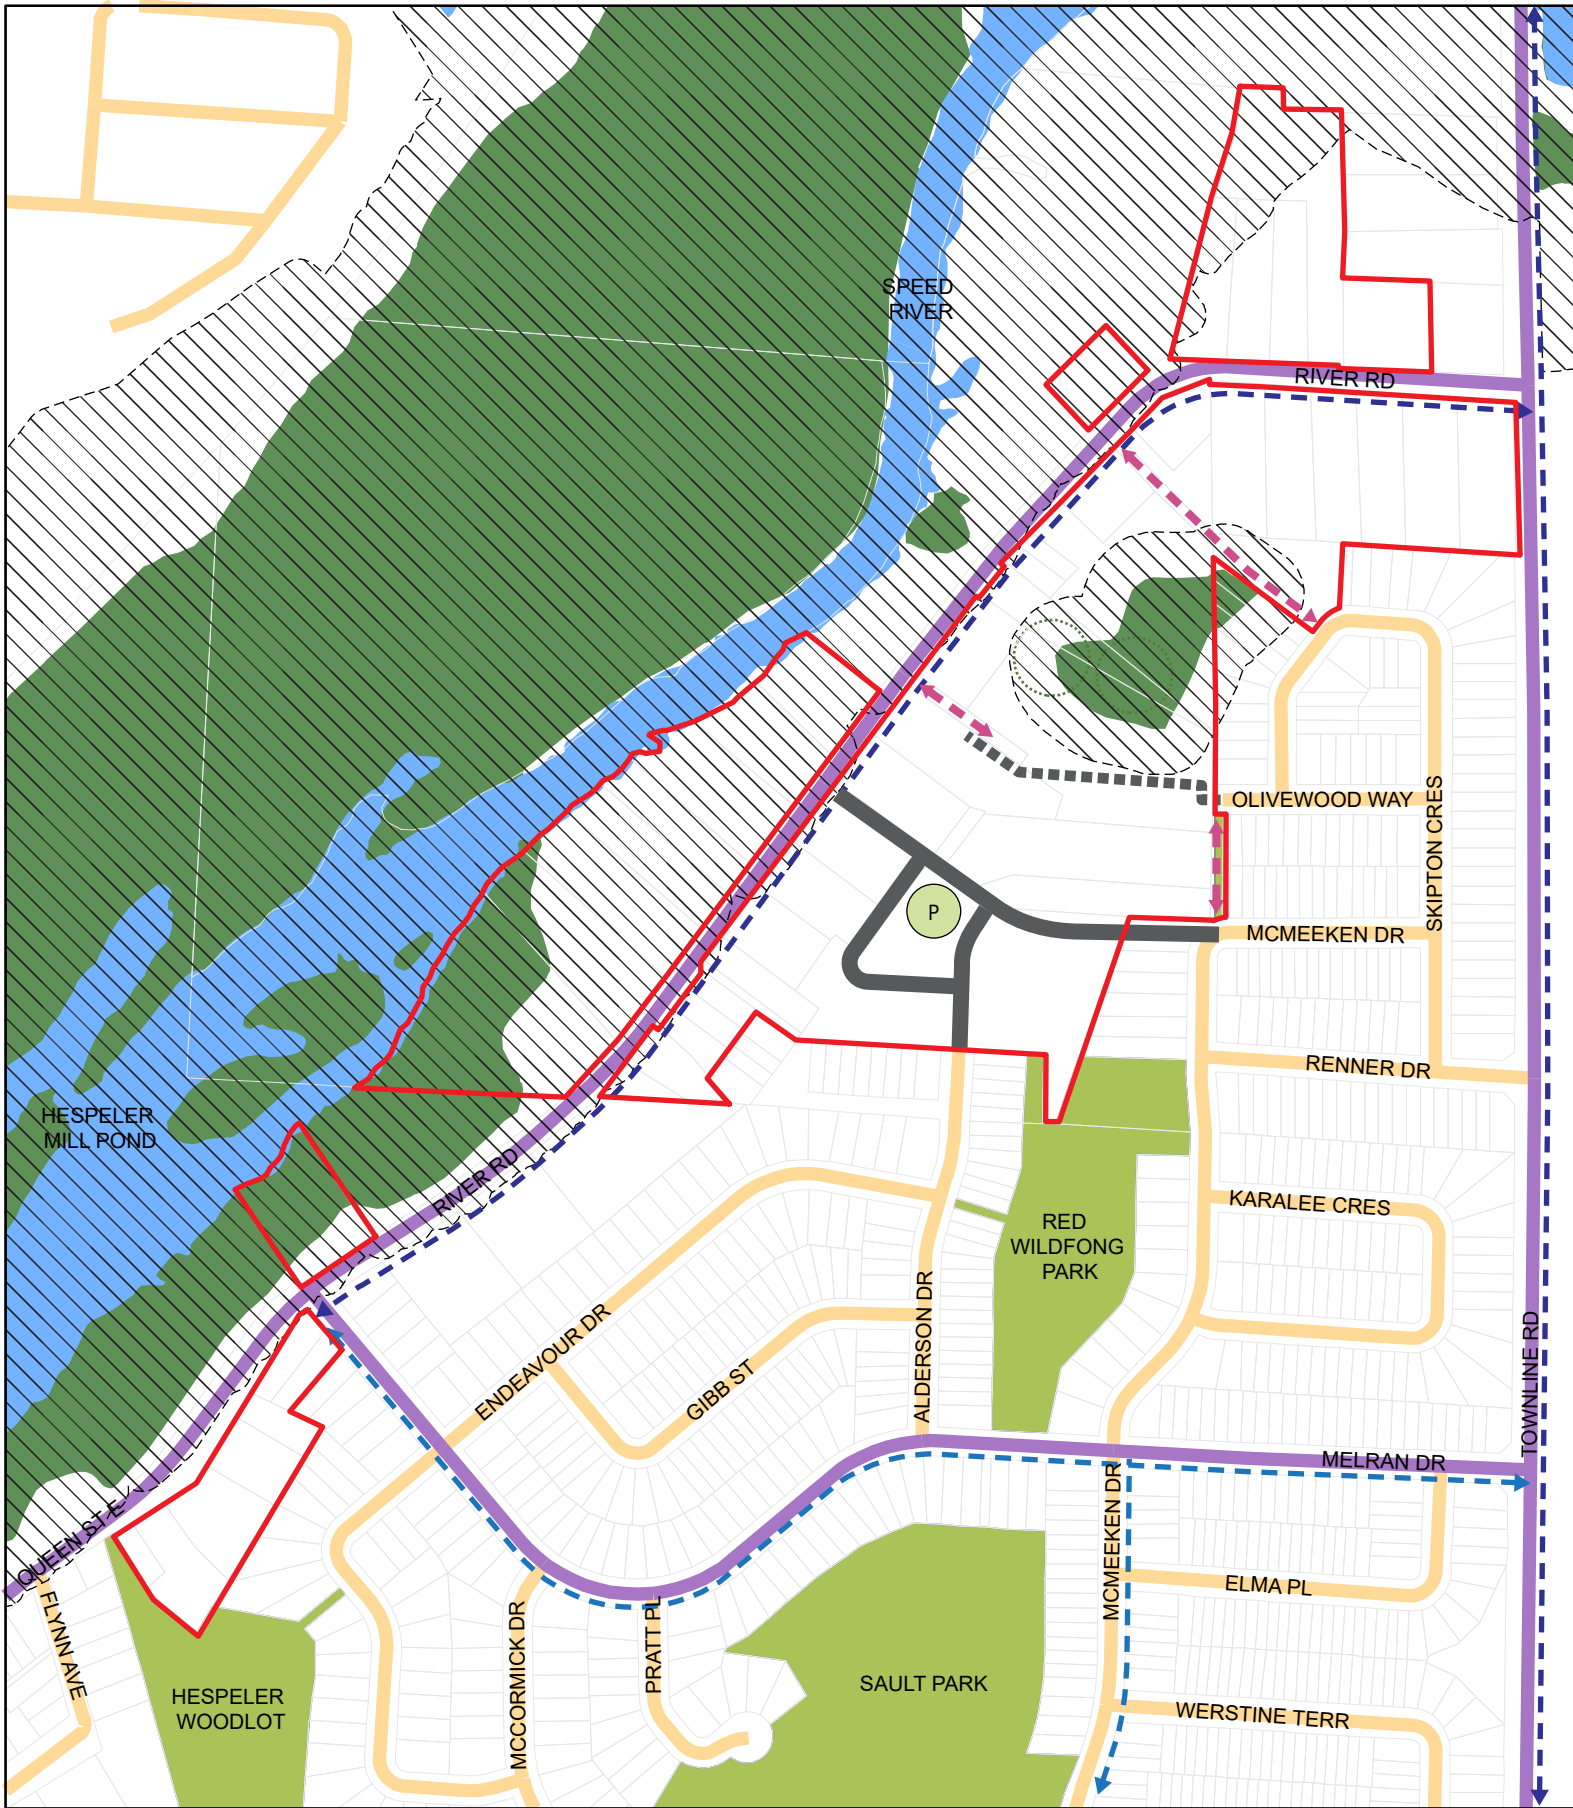 SPEED
RIVER
RIVER RD
OLIVEWOOD WAY
SKIPTON CRES
P
MCMEEKEN DR
RENNER DR
HESPELER
MILL POND
RIVER RD
KARALEE CRES
RED
WILDFONG
PARK
ENDEAVOUR DR
GIBB ST
ALDERSON DR
TOWNLINE RD
MELRAN DR
QUEEN ST E
FLYNN AVE
MCMEEKEN DR
ELMA PL
MCCORMICK DR
PRATT PL
SAULT PARK
HESPELER
WOODLOT
WERSTINE TERR